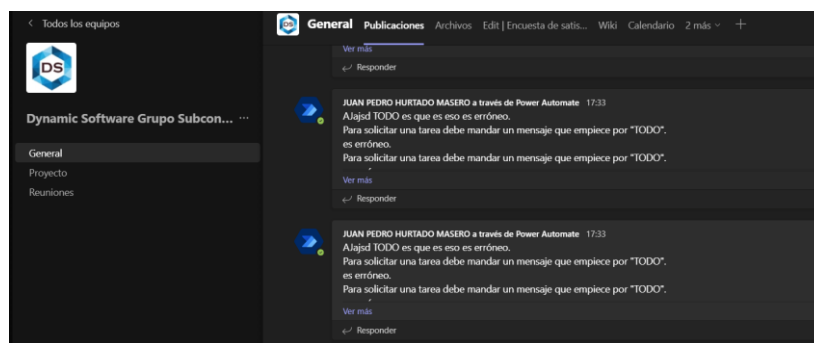 Todos los equipos
DS
Dynamic Software Grupo Subcon... ...
General
Proyecto
Reuniones
DS
General Publicaciones Archivos Edit | Encuesta de satis... Wiki Calendario 2 más +
Ver más
Responder
JUAN PEDRO HURTADO MASERO a través de Power Automate 17:33
AJajsd TODO es que es eso es erróneo.
Para solicitar una tarea debe mandar un mensaje que empiece por "TODO".
es erróneo.
Para solicitar una tarea debe mandar un mensaje que empiece por "TODO".
Ver más
Responder
JUAN PEDRO HURTADO MASERO a través de Power Automate 17:33
AJajsd TODO es que es eso es erróneo.
Para solicitar una tarea debe mandar un mensaje que empiece por "TODO".
es erróneo.
Para solicitar una tarea debe mandar un mensaje que empiece por "TODO".
Ver más
Responder